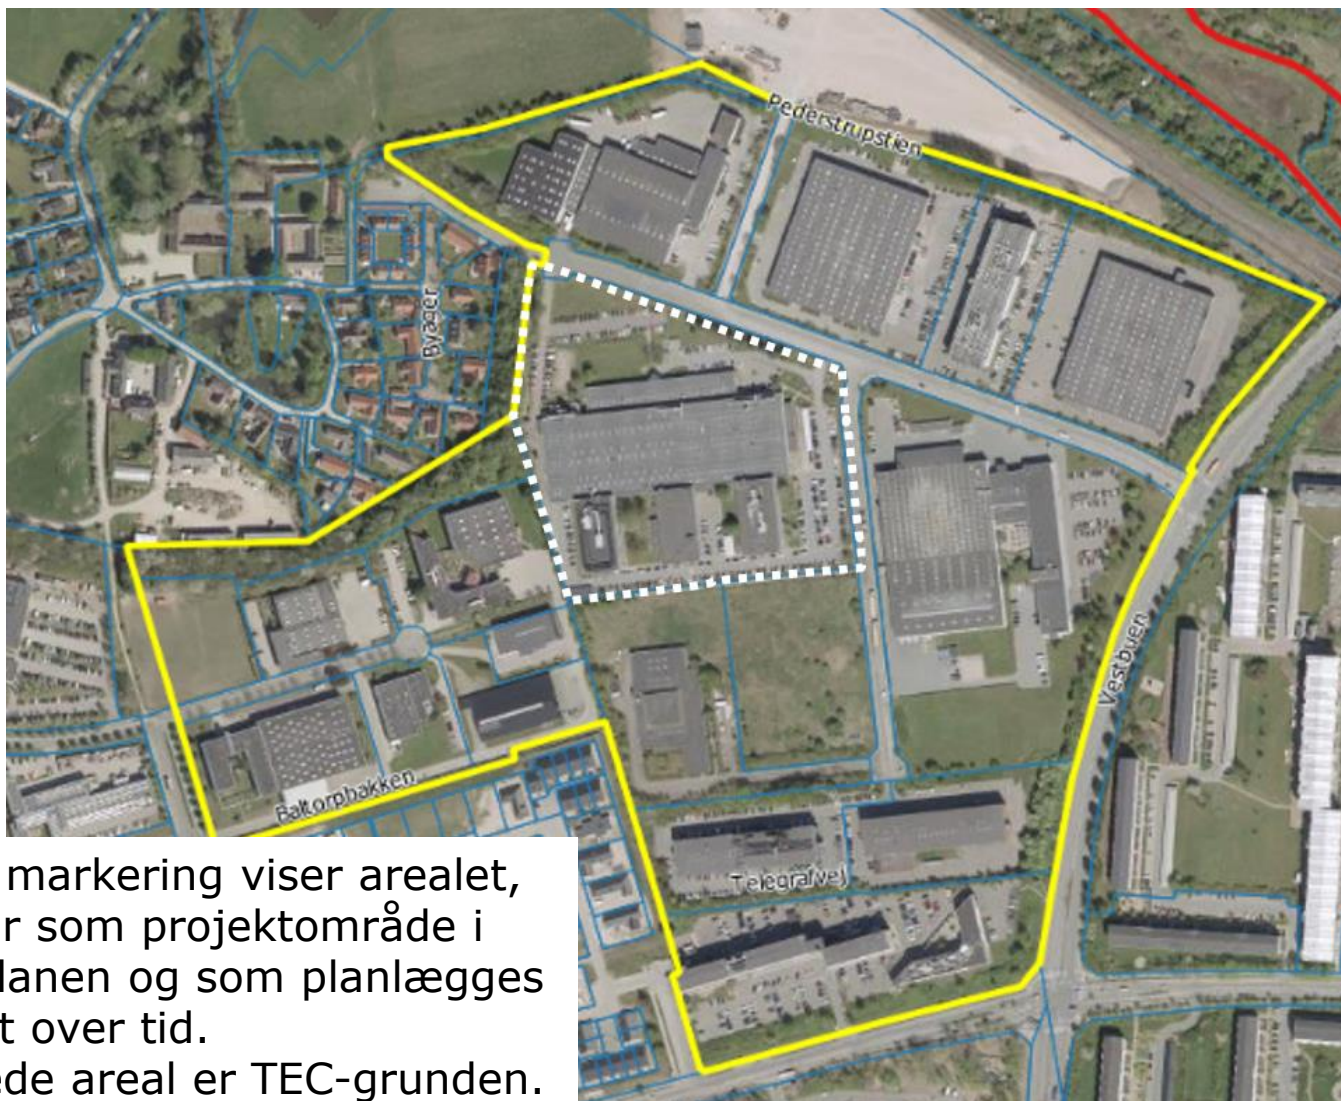 Pederstrupstien
Byager
Vestbuen
Baltorpbakken
Telegrafvej
markering viser arealet,
r som projektområde i
lanen og som planlægges
t over tid.
ede areal er TEC-grunden.